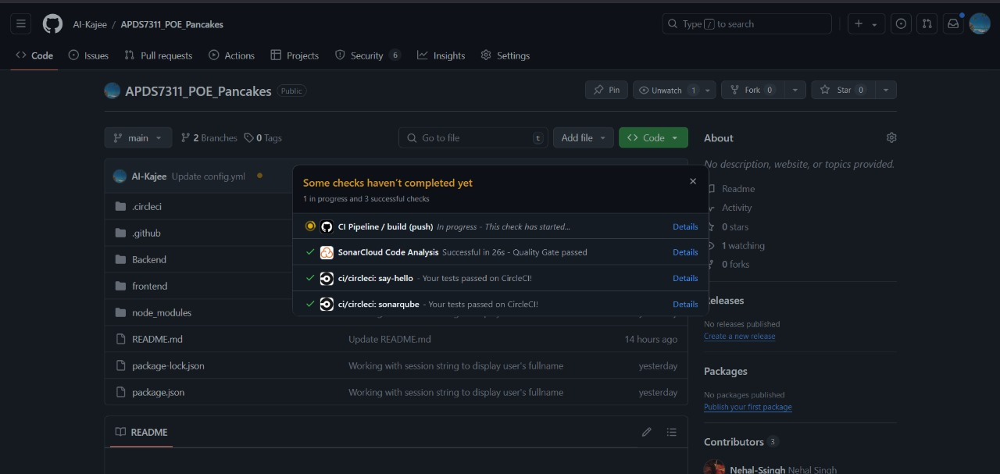 AI-Kajee / APDS7311_POE_Pancakes
Type / to search
Code Issues Pull requests Actions Projects Security 6 Insights Settings
APDS7311_POE_Pancakes Public
Pin Unwatch 1 Fork 0 Star 0
main 2 Branches 0 Tags Go to file t Add file Code
About
AI-Kajee Update config.yml
No description, website, or topics provided.
Some checks haven't completed yet
1 in progress and 3 successful checks
CI Pipeline / build (push) In progress - This check has started... Details
SonarCloud Code Analysis Successful in 26s - Quality Gate passed Details
ci/circleci: say-hello - Your tests passed on CircleCI! Details
ci/circleci: sonarqube - Your tests passed on CircleCI! Details
.circleci
.github
Backend
frontend
node_modules
README.md Update README.md 14 hours ago
package-lock.json Working with session string to display user's fullname yesterday
package.json Working with session string to display user's fullname yesterday
README
Readme
Activity
0 stars
1 watching
0 forks
Releases
No releases published
Create a new release
Packages
No packages published
Publish your first package
Contributors 3
Nehal-Ssingh Nehal Singh